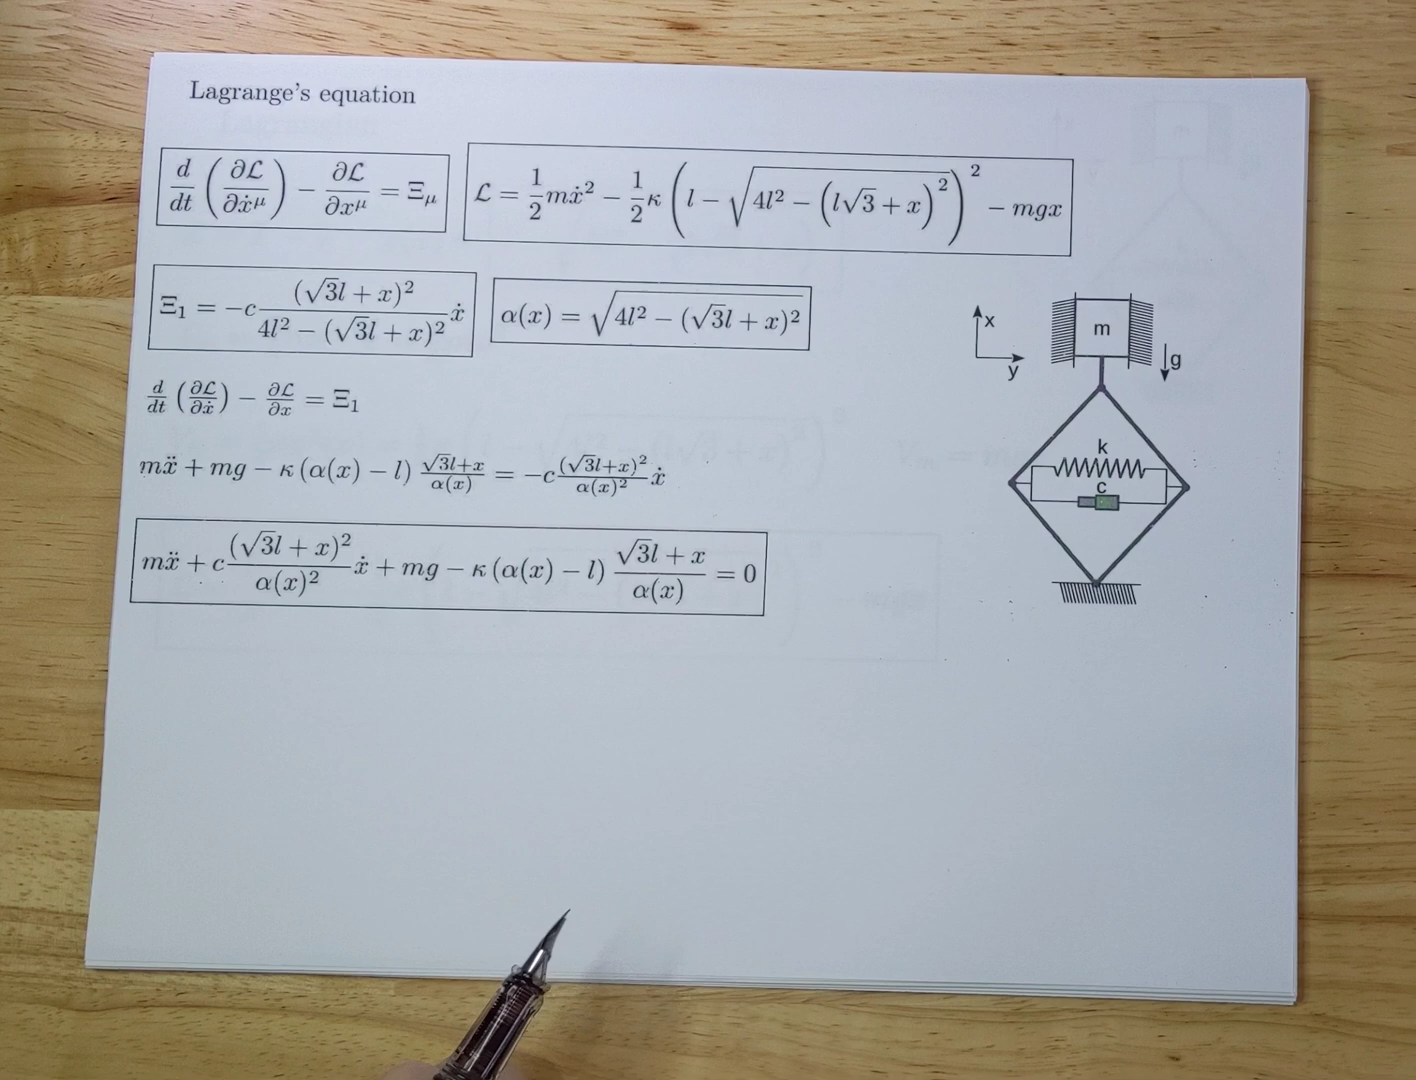 Lagrange's equation
d/dt (∂ℒ/∂ẋ^μ) − ∂ℒ/∂x^μ = Ξ_μ
ℒ = 1/2 mẋ² − 1/2 κ (l − √(4l² − (l√3 + x)²))² − mgx
Ξ₁ = −c (√3l + x)²/(4l² − (√3l + x)²) ẋ
α(x) = √(4l² − (√3l + x)²)
d/dt (∂ℒ/∂ẋ) − ∂ℒ/∂x = Ξ₁
mẍ + mg − κ (α(x) − l) (√3l+x)/α(x) = −c (√3l+x)²/α(x)² ẋ
mẍ + c (√3l + x)²/α(x)² ẋ + mg − κ (α(x) − l) (√3l + x)/α(x) = 0
x
y
m
g
k
c